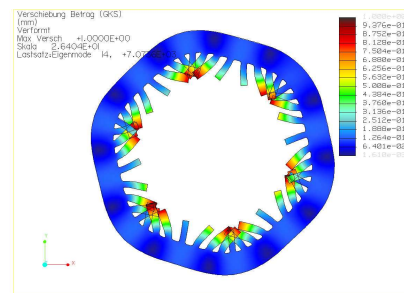 Verschiebung Betrag (GKS)
(mm)
Verformt
Max Versch +1.0000E+00
Skala 2.6404E+01
Lastsatz:Eigenmode 14,
9.376e-01
8.752e-01
8.128e-01
7.504e-01
6.880e-01
6.256e-01
5.632e-01
5.008e-01
4.384e-01
3.760e-01
3.136e-01
2.512e-01
1.888e-01
1.264e-01
6.401e-02